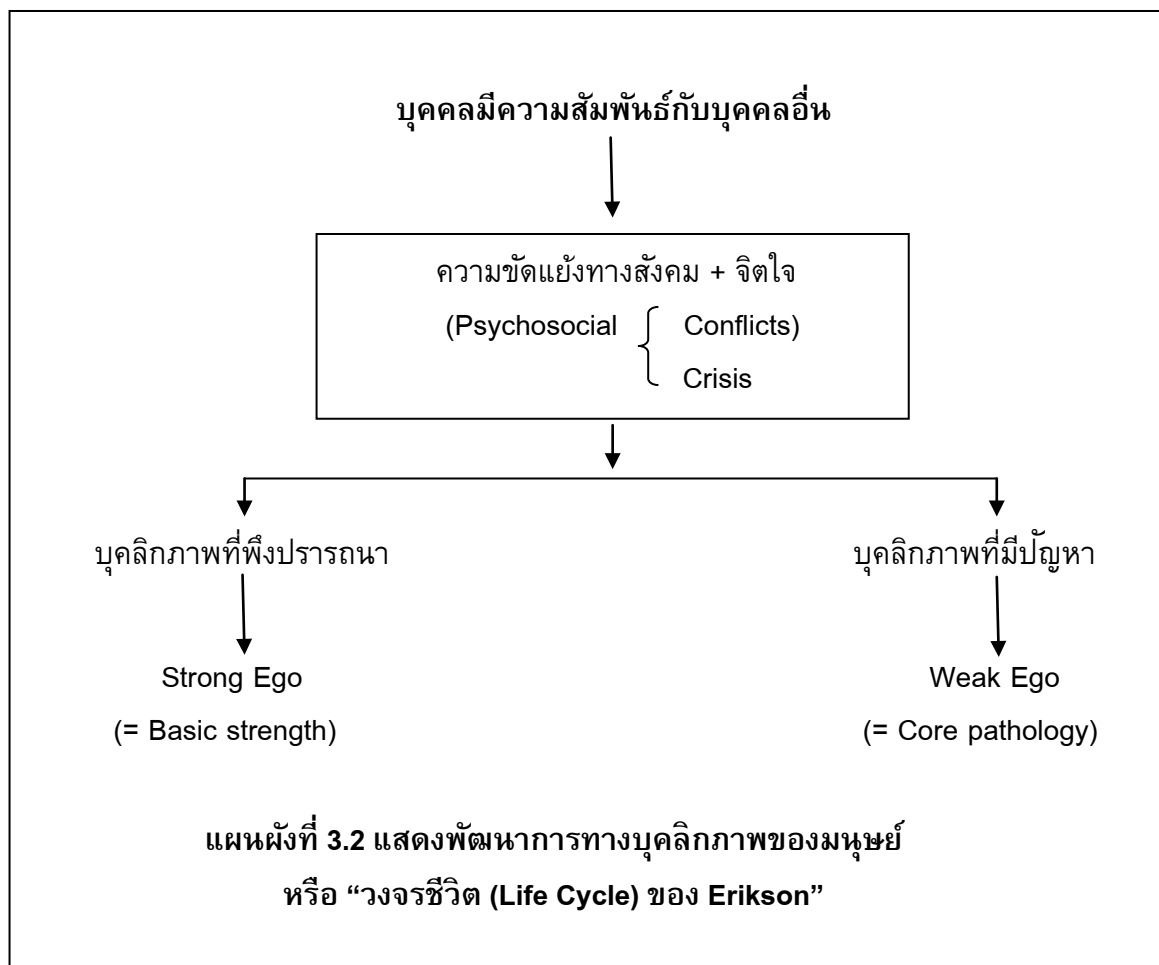 บุคคลมีความสัมพันธ์กับบุคคลอื่น
ความขัดแย้งทางสังคม + จิตใจ
(Psychosocial { Conflicts)
Crisis
บุคลิกภาพที่พึงปรารถนา
บุคลิกภาพที่มีปัญหา
Strong Ego
Weak Ego
(= Basic strength)
(= Core pathology)
แผนผังที่ 3.2 แสดงพัฒนาการทางบุคลิกภาพของมนุษย์
หรือ “วงจรชีวิต (Life Cycle) ของ Erikson”